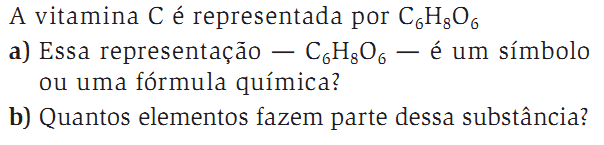 A vitamina C é representada por C₆H₈O₆
a) Essa representação — C₆H₈O₆ — é um símbolo
ou uma fórmula química?
b) Quantos elementos fazem parte dessa substância?